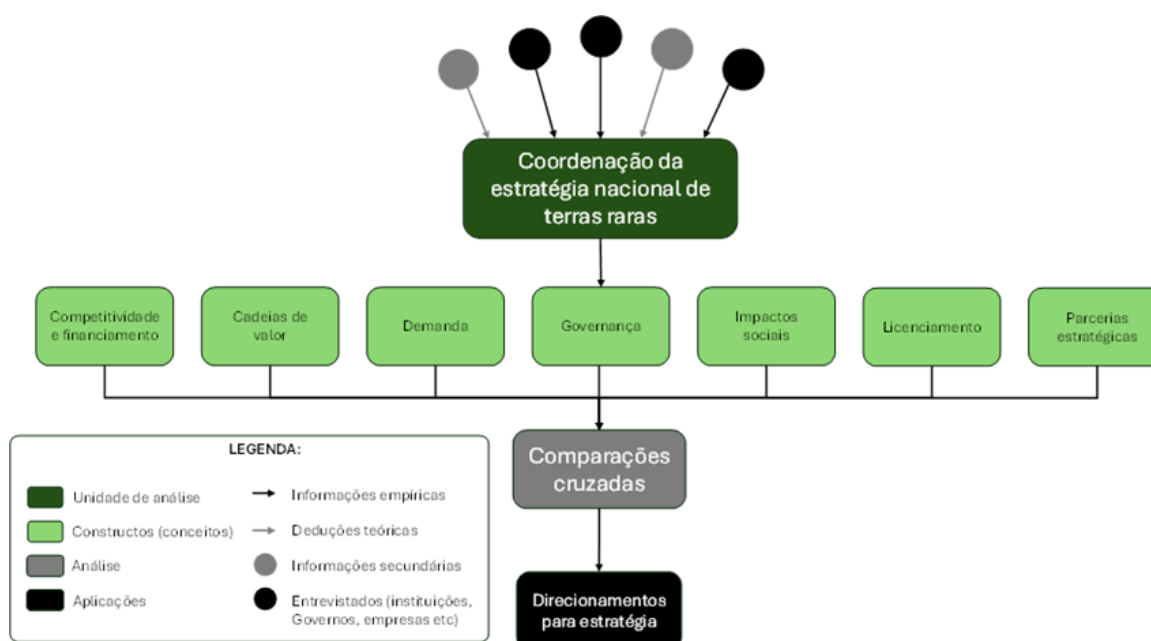 Coordenação da
estratégia nacional de
terras raras
Competitividade
e financiamento
Cadeias de
valor
Demanda
Governança
Impactos
sociais
Licenciamento
Parcerias
estratégicas
Comparações
cruzadas
Direcionamentos
para estratégia
LEGENDA:
Unidade de análise
Informações empíricas
Constructos (conceitos)
Deduções teóricas
Análise
Informações secundárias
Aplicações
Entrevistados (instituições,
Governos, empresas etc)